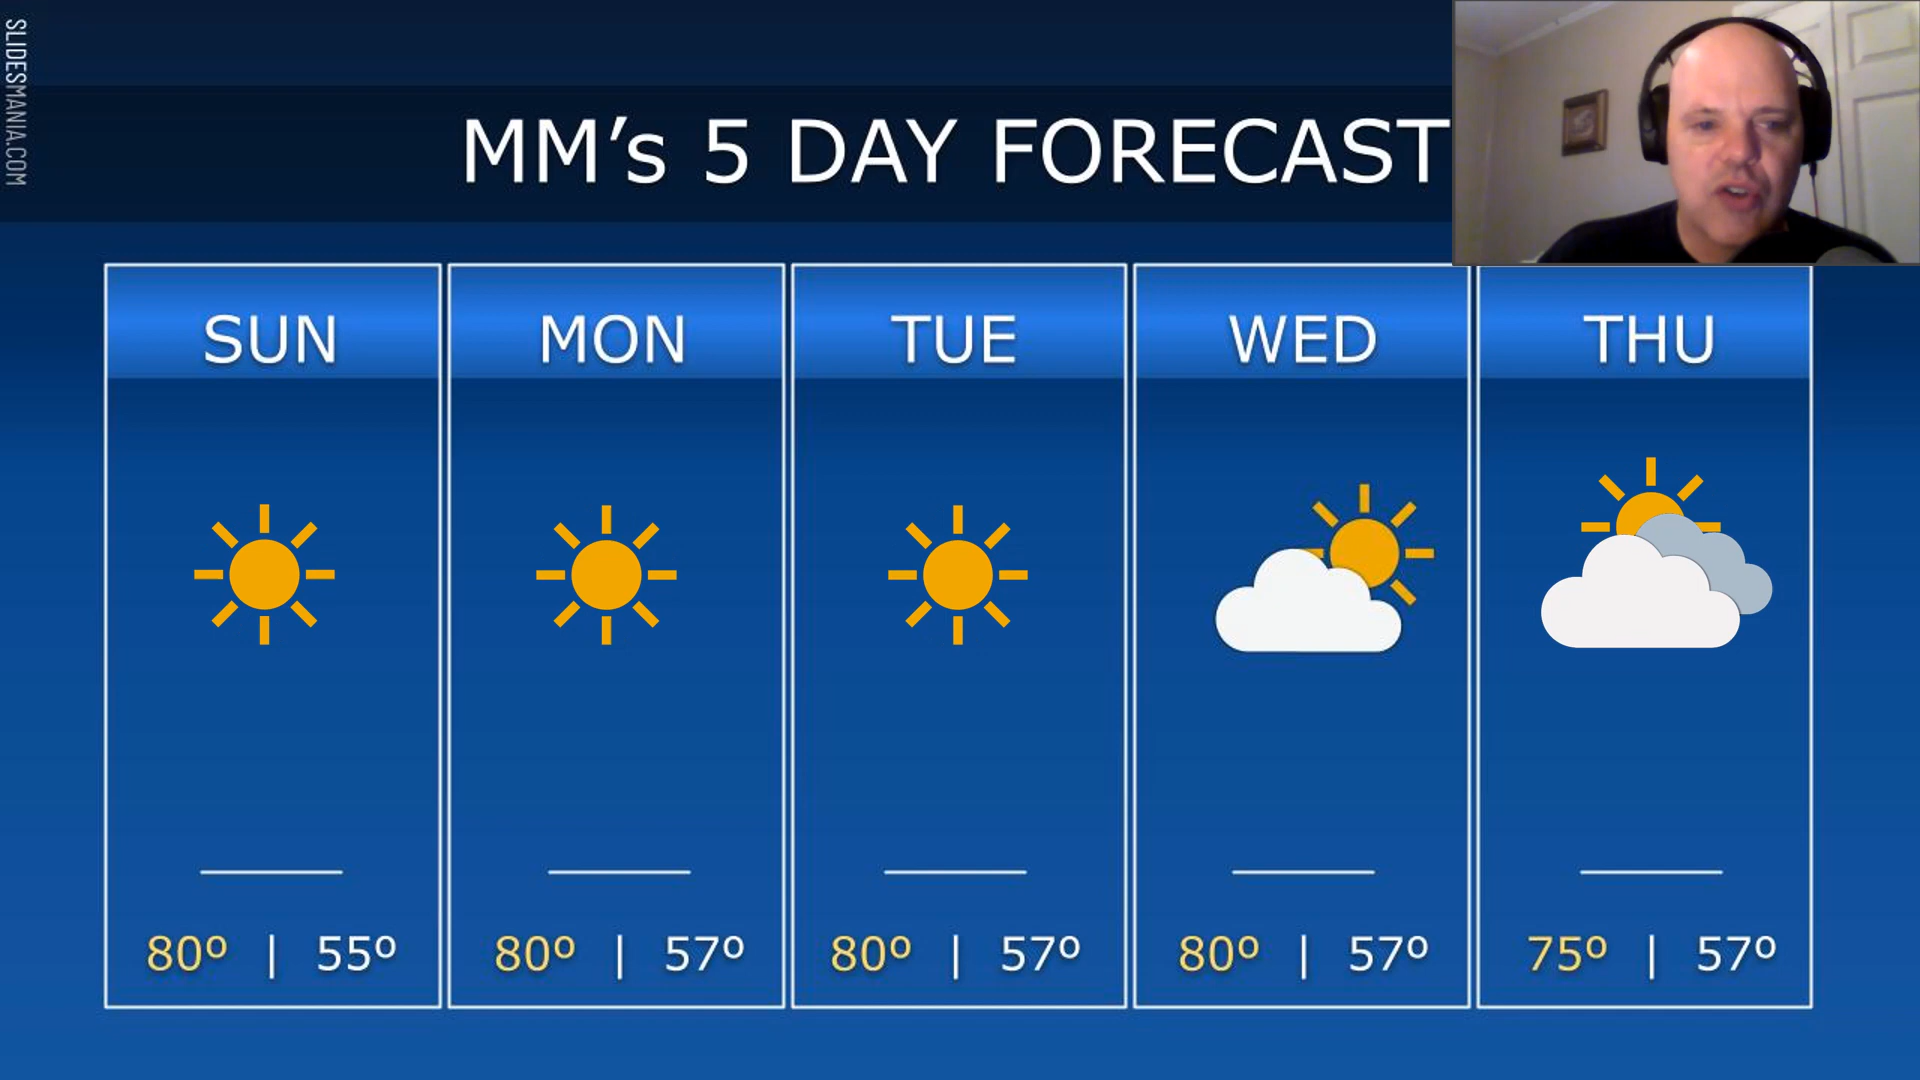 SLIDESMANIA.COM
MM’s 5 DAY FORECAST
SUN MON TUE WED THU
80º | 55º 80º | 57º 80º | 57º 80º | 57º 75º | 57º